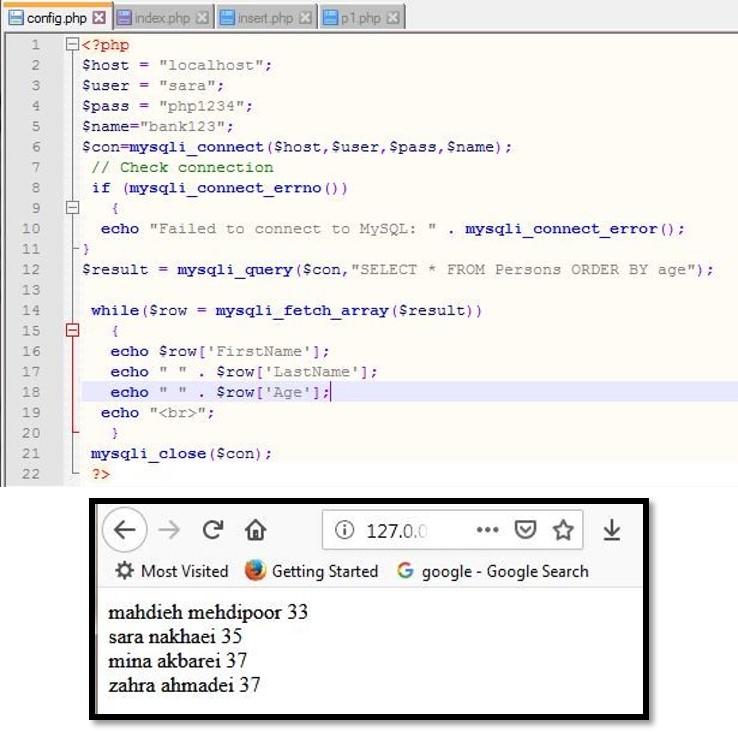 config.php index.php insert.php p1.php
1 <?php
2 $host = "localhost";
3 $user = "sara";
4 $pass = "php1234";
5 $name="bank123";
6 $con=mysqli_connect($host,$user,$pass,$name);
7 // Check connection
8 if (mysqli_connect_errno())
9 {
10 echo "Failed to connect to MySQL: " . mysqli_connect_error();
11 }
12 $result = mysqli_query($con,"SELECT * FROM Persons ORDER BY age");
13
14 while($row = mysqli_fetch_array($result))
15 {
16 echo $row['FirstName'];
17 echo " " . $row['LastName'];
18 echo " " . $row['Age'];
19 echo "<br>";
20 }
21 mysqli_close($con);
22 ?>
127.0.0
Most Visited Getting Started google - Google Search
mahdieh mehdipoor 33
sara nakhaei 35
mina akbarei 37
zahra ahmadei 37